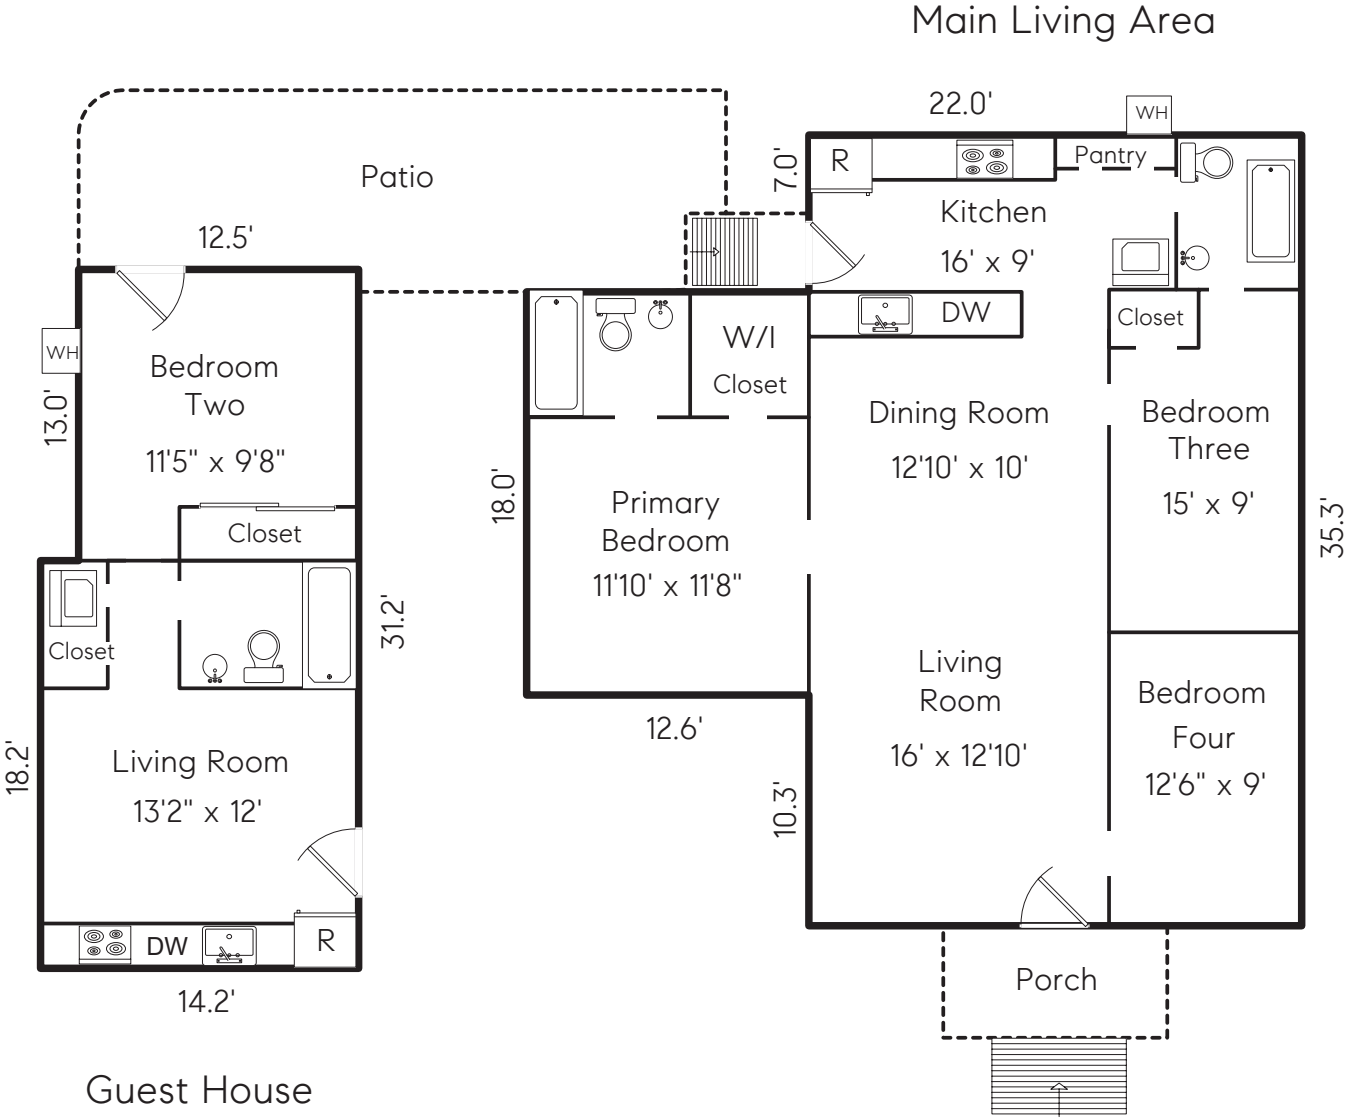 Main Living Area
22.0'
WH
7.0'
R
Pantry
Patio
Kitchen
16' x 9'
12.5'
DW
Closet
W/I
Closet
WH
13.0'
Bedroom
Two
11'5" x 9'8"
Closet
18.0'
Primary
Bedroom
11'10' x 11'8"
Dining Room
12'10' x 10'
Bedroom
Three
15' x 9'
35.3'
31.2'
Closet
12.6'
Living
Room
16' x 12'10'
Bedroom
Four
12'6" x 9'
18.2'
Living Room
13'2" x 12'
10.3'
DW
R
14.2'
Porch
Guest House